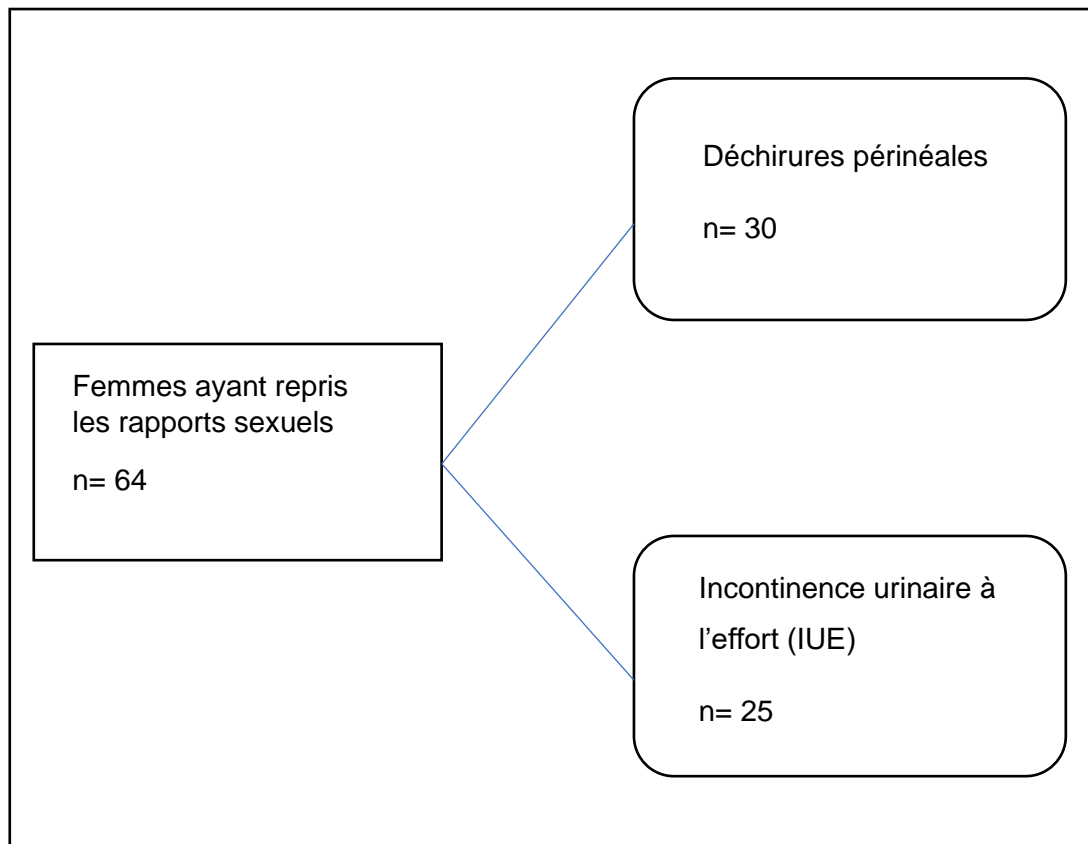 Déchirures périnéales
n= 30
Femmes ayant repris
les rapports sexuels
n= 64
Incontinence urinaire à
l’effort (IUE)
n= 25